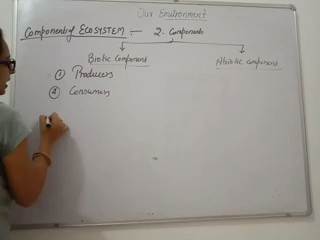 Our Environment
Components of ECOSYSTEM :- 2 Components
Biotic component Abiotic component
① Producers
② Consumers